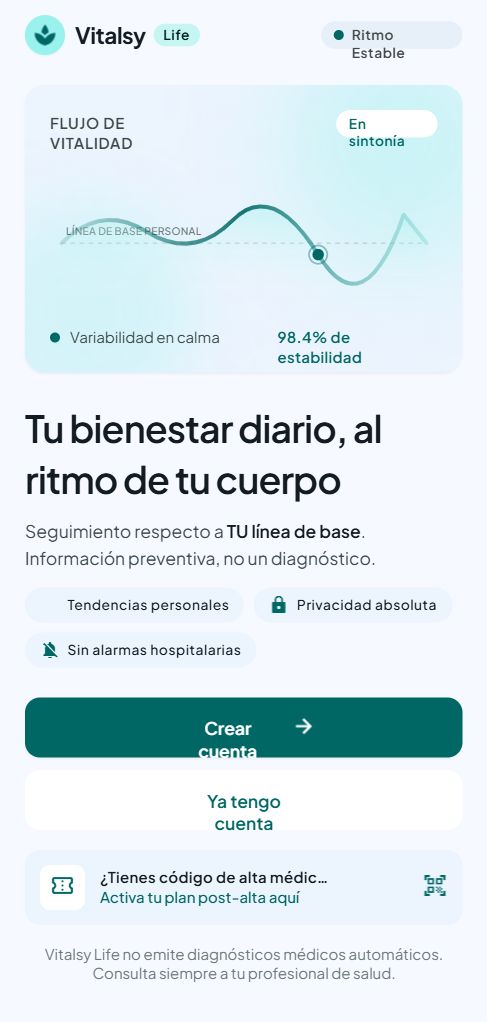 Vitalsy Life
Ritmo
Estable
FLUJO DE
VITALIDAD
En
sintonía
LÍNEA DE BASE PERSONAL
Variabilidad en calma
98.4% de
estabilidad
Tu bienestar diario, al
ritmo de tu cuerpo
Seguimiento respecto a TU línea de base.
Información preventiva, no un diagnóstico.
Tendencias personales
Privacidad absoluta
Sin alarmas hospitalarias
Crear
cuenta
Ya tengo
cuenta
¿Tienes código de alta médic...
Activa tu plan post-alta aquí
Vitalsy Life no emite diagnósticos médicos automáticos.
Consulta siempre a tu profesional de salud.